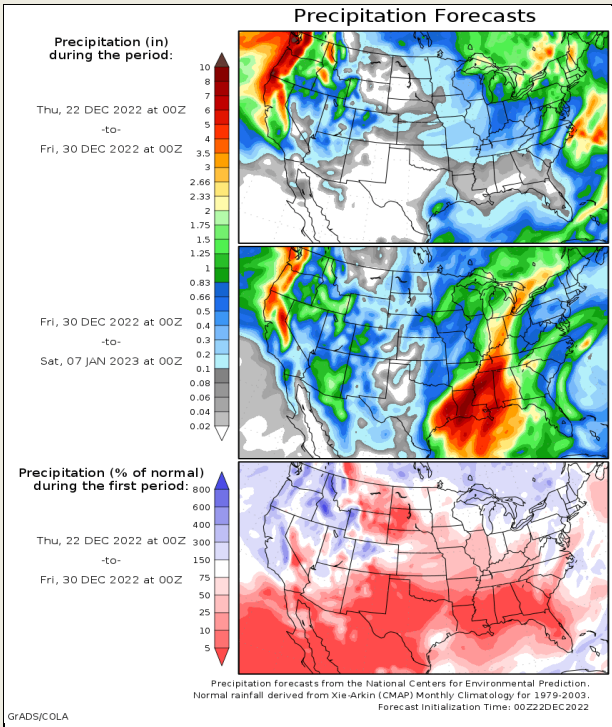 Precipitation Forecasts
Precipitation (in)
during the period:
Thu, 22 DEC 2022 at 00Z
-to-
Fri, 30 DEC 2022 at 00Z
Fri, 30 DEC 2022 at 00Z
-to-
Sat, 07 JAN 2023 at 00Z
10
8
7
6
5
4
3.5
3
2.66
2.33
2
1.75
1.5
1.25
1
0.83
0.66
0.5
0.4
0.3
0.2
0.1
0.08
0.06
0.04
0.02
Precipitation (% of normal)
during the first period:
Thu, 22 DEC 2022 at 00Z
-to-
Fri, 30 DEC 2022 at 00Z
800
600
400
300
150
75
50
25
10
5
Precipitation forecasts from the National Centers for Environmental Prediction.
Normal rainfall derived from Xie-Arkin (CMAP) Monthly Climatology for 1979-2003.
Forecast Initialization Time: 00Z22DEC2022
GrADS/COLA